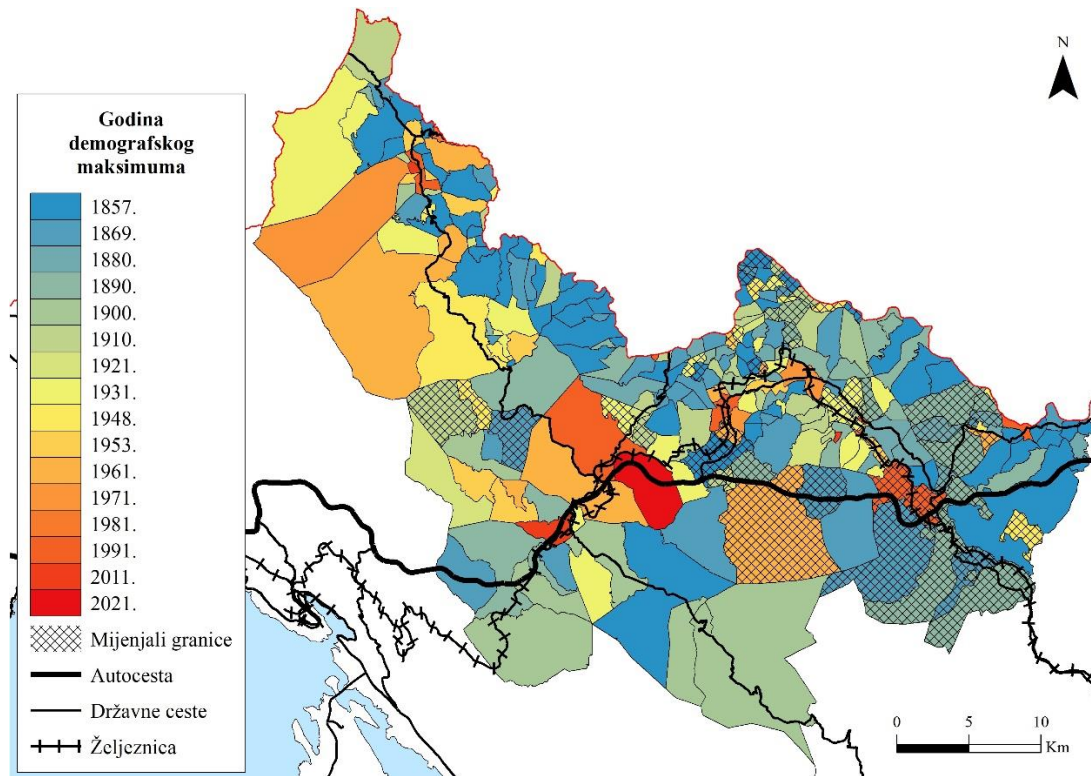 N
Godina
demografskog
maksimuma
1857.
1869.
1880.
1890.
1900.
1910.
1921.
1931.
1948.
1953.
1961.
1971.
1981.
1991.
2011.
2021.
Mijenjali granice
Autocesta
Državne ceste
Željeznica
0 5 10
Km